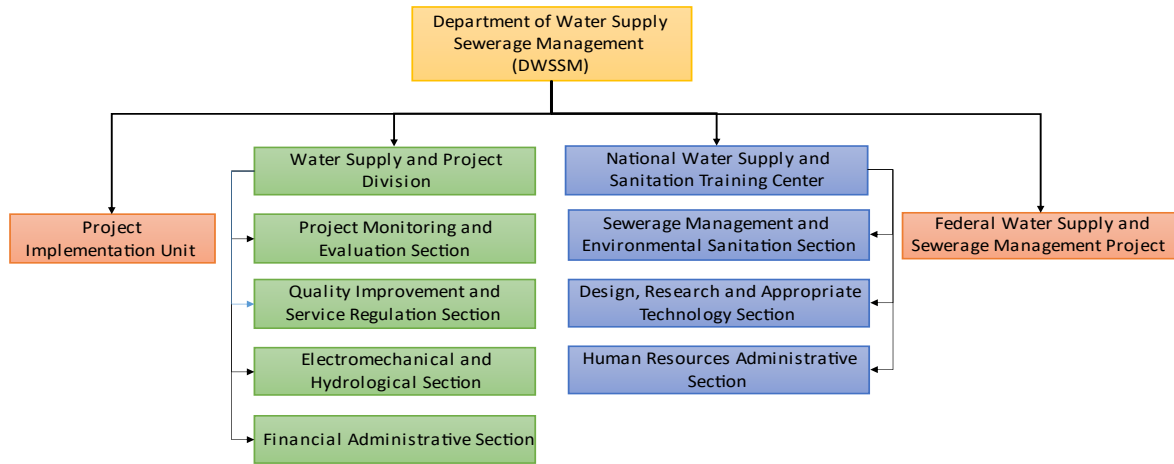 Department of Water Supply
Sewerage Management
(DWSSM)
Project
Implementation Unit
Water Supply and Project
Division
Project Monitoring and
Evaluation Section
Quality Improvement and
Service Regulation Section
Electromechanical and
Hydrological Section
Financial Administrative Section
National Water Supply and
Sanitation Training Center
Sewerage Management and
Environmental Sanitation Section
Design, Research and Appropriate
Technology Section
Human Resources Administrative
Section
Federal Water Supply and
Sewerage Management Project